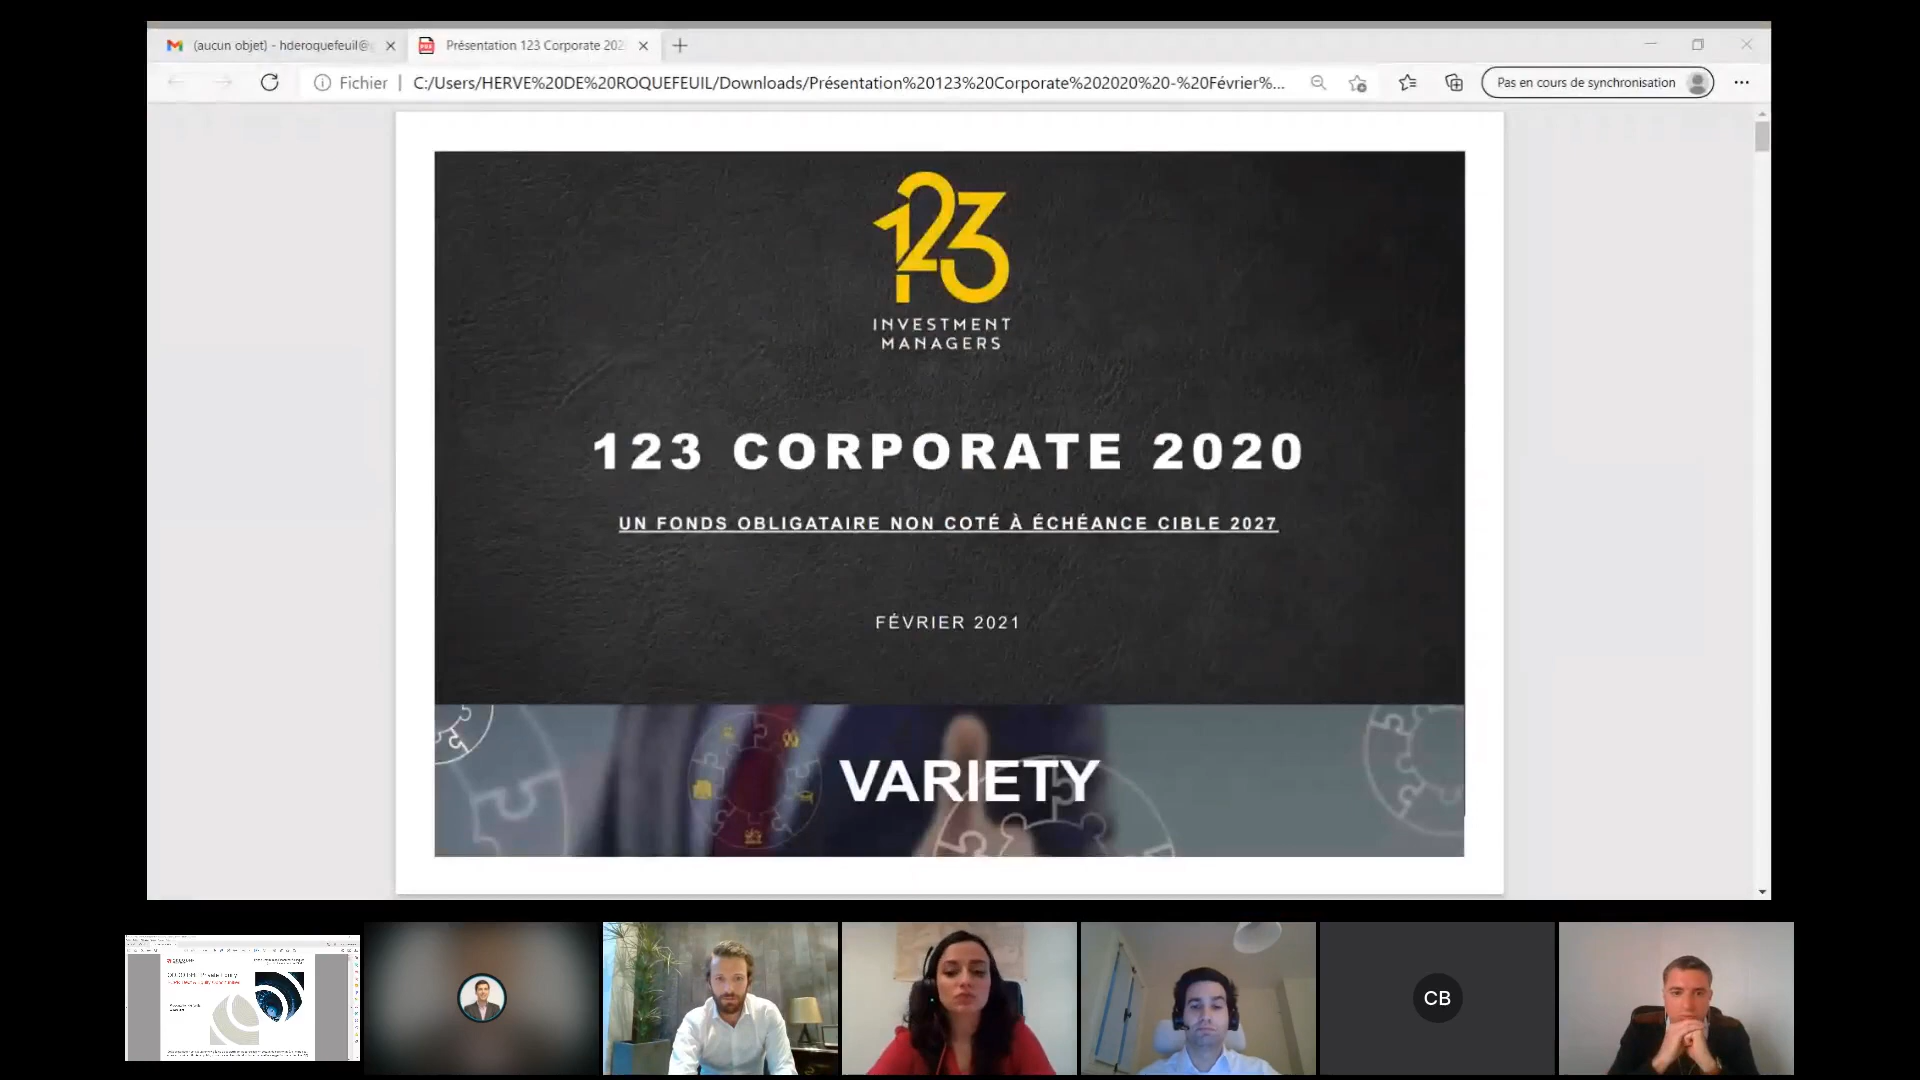 (aucun objet) - hderoquefeuil@
Présentation 123 Corporate 202
Fichier
C:/Users/HERVE%20DE%20ROQUEFEUIL/Downloads/Présentation%20123%20Corporate%202020%20-%20Février%...
Pas en cours de synchronisation
123
INVESTMENT
MANAGERS
123 CORPORATE 2020
UN FONDS OBLIGATAIRE NON COTÉ À ÉCHÉANCE CIBLE 2027
FÉVRIER 2021
VARIETY
CB